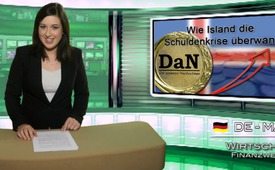 Wie Island die
Schuldenkrise überwan
DaN
DE - M
WIRTSCH
FINANZWE